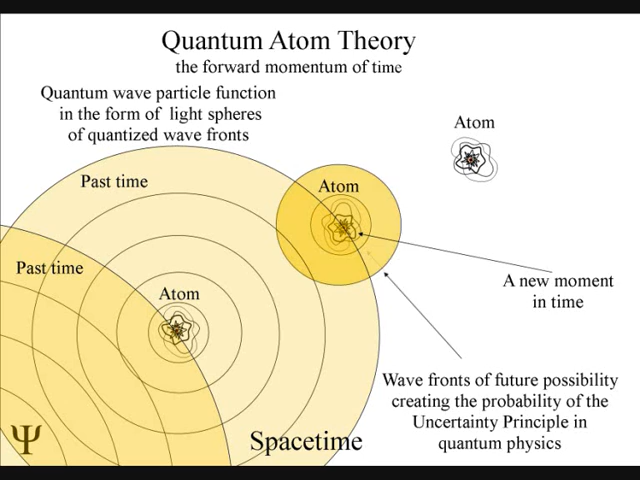 Quantum Atom Theory
the forward momentum of time
Quantum wave particle function
in the form of light spheres
of quantized wave fronts
Atom
Past time
Atom
Past time
A new moment
in time
Atom
Wave fronts of future possibility
creating the probability of the
Uncertainty Principle in
quantum physics
Ψ
Spacetime